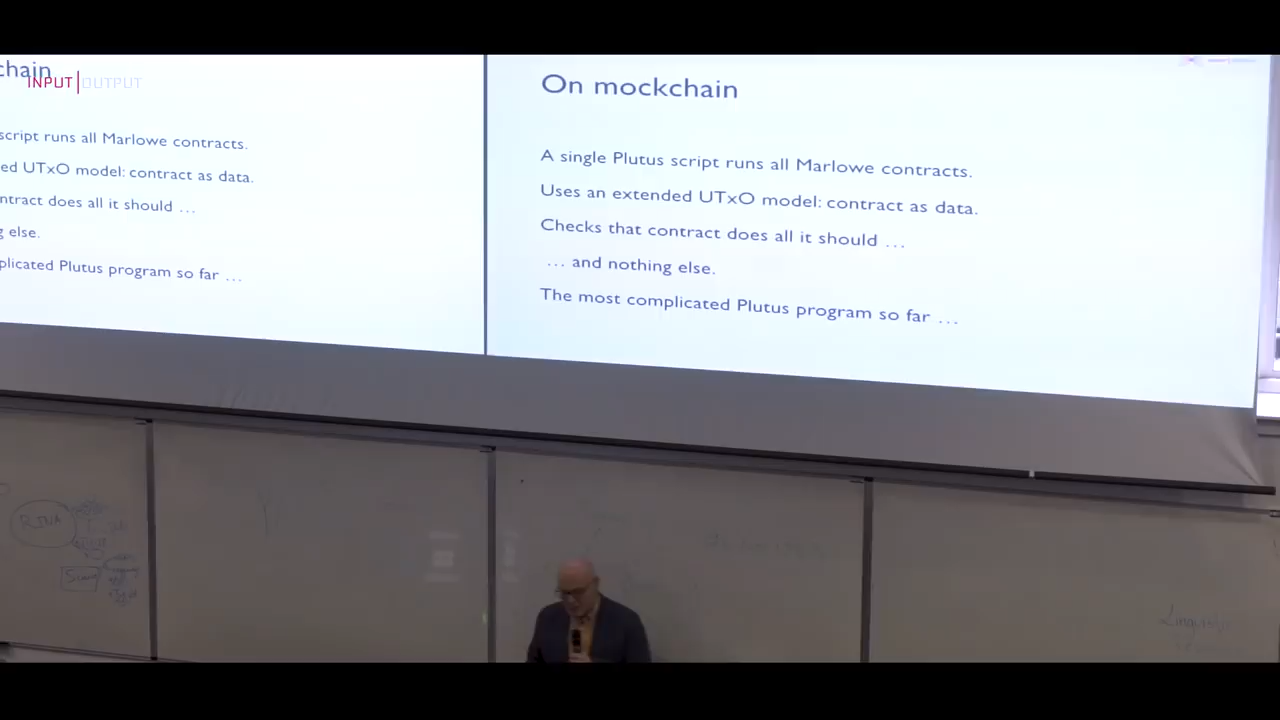 chain
INPUT|OUTPUT
script runs all Marlowe contracts.
ed UTxO model: contract as data.
ntract does all it should …
g else.
plicated Plutus program so far …
On mockchain
A single Plutus script runs all Marlowe contracts.
Uses an extended UTxO model: contract as data.
Checks that contract does all it should …
… and nothing else.
The most complicated Plutus program so far …
RINA